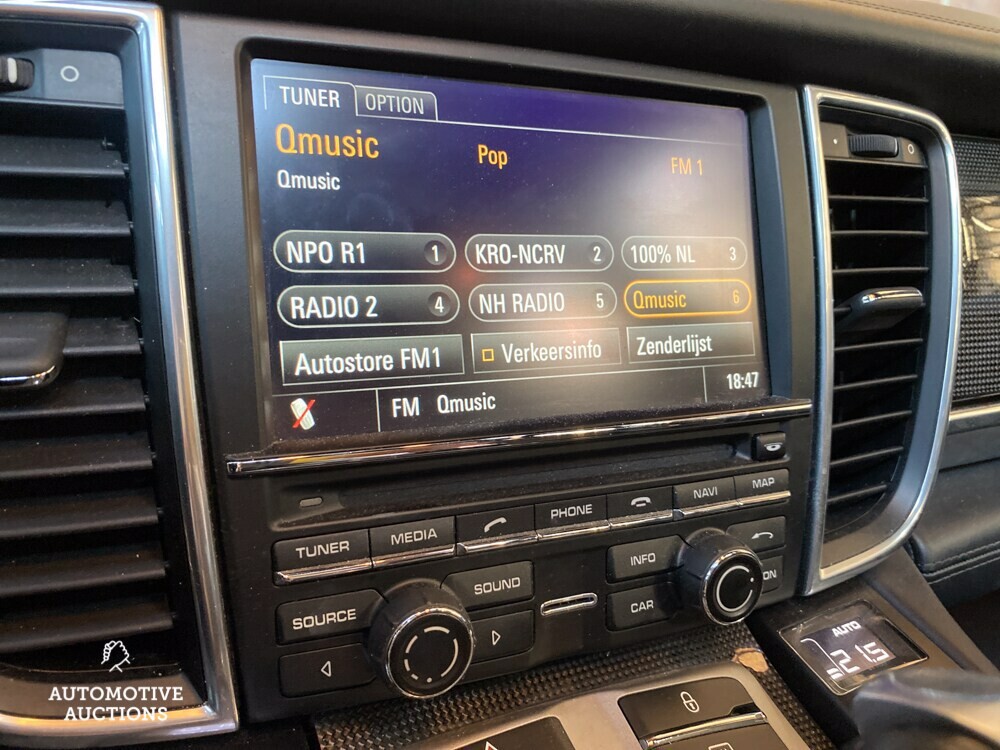 TUNER OPTION
Qmusic Pop FM 1
Qmusic
NPO R1 1 KRO-NCRV 2 100% NL 3
RADIO 2 4 NH RADIO 5 Qmusic 6
Autostore FM1 Verkeersinfo Zenderlijst
FM Qmusic 18:47
TUNER MEDIA PHONE NAVI MAP
SOURCE SOUND INFO
CAR ON
AUTO
21.5
AUTOMOTIVE
AUCTIONS